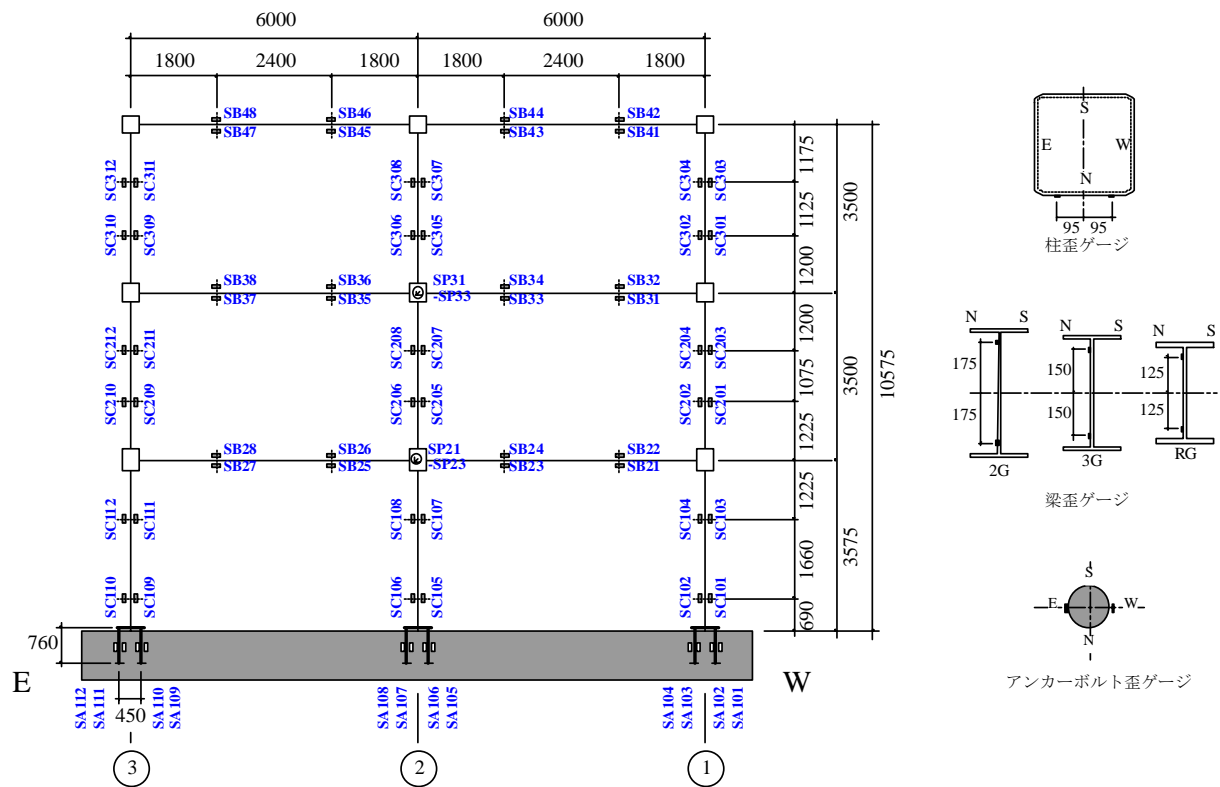 6000 6000
1800 2400 1800 1800 2400 1800
SB48 SB46 SB44 SB42
SB47 SB45 SB43 SB41
SC312 SC311 SC308 SC307 SC304 SC303
SC310 SC309 SC306 SC305 SC302 SC301
SB38 SB36 SP31 SB34 SB32
SB37 SB35 -SP33 SB33 SB31
SC212 SC211 SC208 SC207 SC204 SC203
SC210 SC209 SC206 SC205 SC202 SC201
SB28 SB26 SP21 SB24 SB22
SB27 SB25 -SP23 SB23 SB21
SC112 SC111 SC108 SC107 SC104 SC103
SC110 SC109 SC106 SC105 SC102 SC101
760
E W
SA112 SA111 SA110 SA109 SA108 SA107 SA106 SA105 SA104 SA103 SA102 SA101
450
3 2 1
1175
1125
1200
1200
1075
1225
1225
1660
690
3500
3500
3575
10575
S
E W
N
95 95
柱歪ゲージ
N S N S N S
175 150 125
175 150 125
2G 3G RG
梁歪ゲージ
S
E W
N
アンカーボルト歪ゲージ